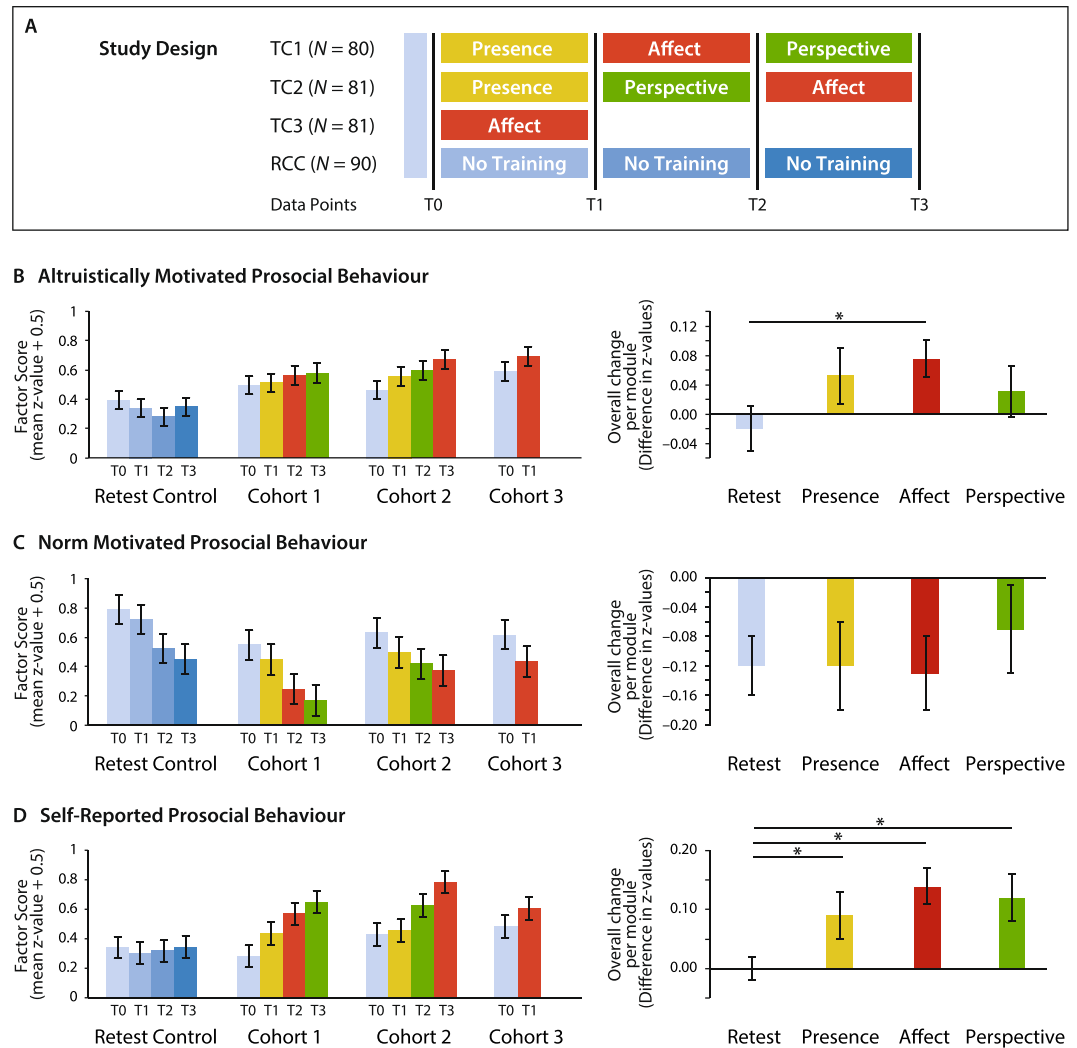 A
Study Design
TC1 (N = 80) Presence Affect Perspective
TC2 (N = 81) Presence Perspective Affect
TC3 (N = 81) Affect
RCC (N = 90) No Training No Training No Training
Data Points T0 T1 T2 T3
B Altruistically Motivated Prosocial Behaviour
Factor Score
(mean z-value + 0.5)
1
0.8
0.6
0.4
0.2
0
T0 T1 T2 T3 T0 T1 T2 T3 T0 T1 T2 T3 T0 T1
Retest Control Cohort 1 Cohort 2 Cohort 3
Overall change
per module
(Difference in z-values)
0.12
0.08
0.04
0.00
−0.04
*
Retest Presence Affect Perspective
C Norm Motivated Prosocial Behaviour
Factor Score
(mean z-value + 0.5)
1
0.8
0.6
0.4
0.2
0
T0 T1 T2 T3 T0 T1 T2 T3 T0 T1 T2 T3 T0 T1
Retest Control Cohort 1 Cohort 2 Cohort 3
Overall change
per module
(Difference in z-values)
0.00
−0.04
−0.08
−0.12
−0.16
−0.20
Retest Presence Affect Perspective
D Self-Reported Prosocial Behaviour
Factor Score
(mean z-value + 0.5)
1
0.8
0.6
0.4
0.2
0
T0 T1 T2 T3 T0 T1 T2 T3 T0 T1 T2 T3 T0 T1
Retest Control Cohort 1 Cohort 2 Cohort 3
Overall change
per module
(Difference in z-values)
0.20
0.10
0.00
*
*
*
Retest Presence Affect Perspective